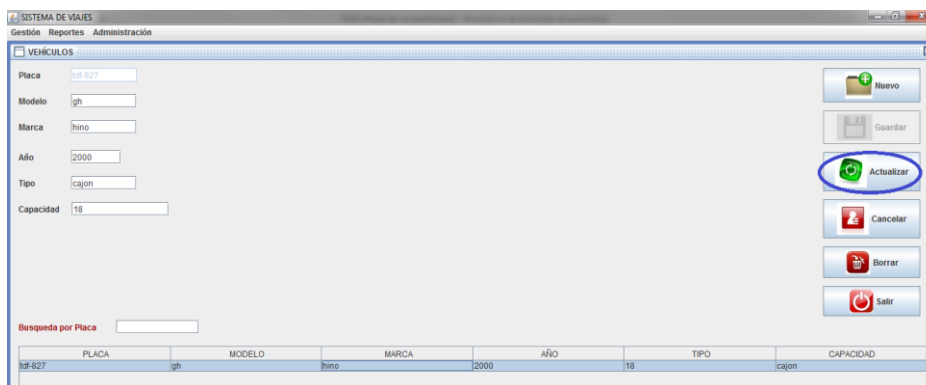 SISTEMA DE VIAJES
Gestión Reportes Administración
VEHÍCULOS
Placa tdf-827
Nuevo
Modelo gh
Marca hino
Guardar
Año 2000
Actualizar
Tipo cajon
Capacidad 18
Cancelar
Borrar
Salir
Busqueda por Placa
PLACA MODELO MARCA AÑO TIPO CAPACIDAD
tdf-827 gh hino 2000 18 cajon